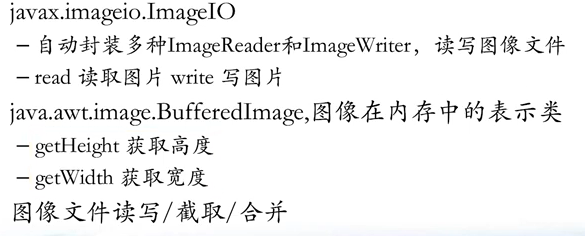 javax.imageio.ImageIO
– 自动封装多种ImageReader和ImageWriter，读写图像文件
– read 读取图片 write 写图片
java.awt.image.BufferedImage,图像在内存中的表示类
– getHeight 获取高度
– getWidth 获取宽度
图像文件读写/截取/合并